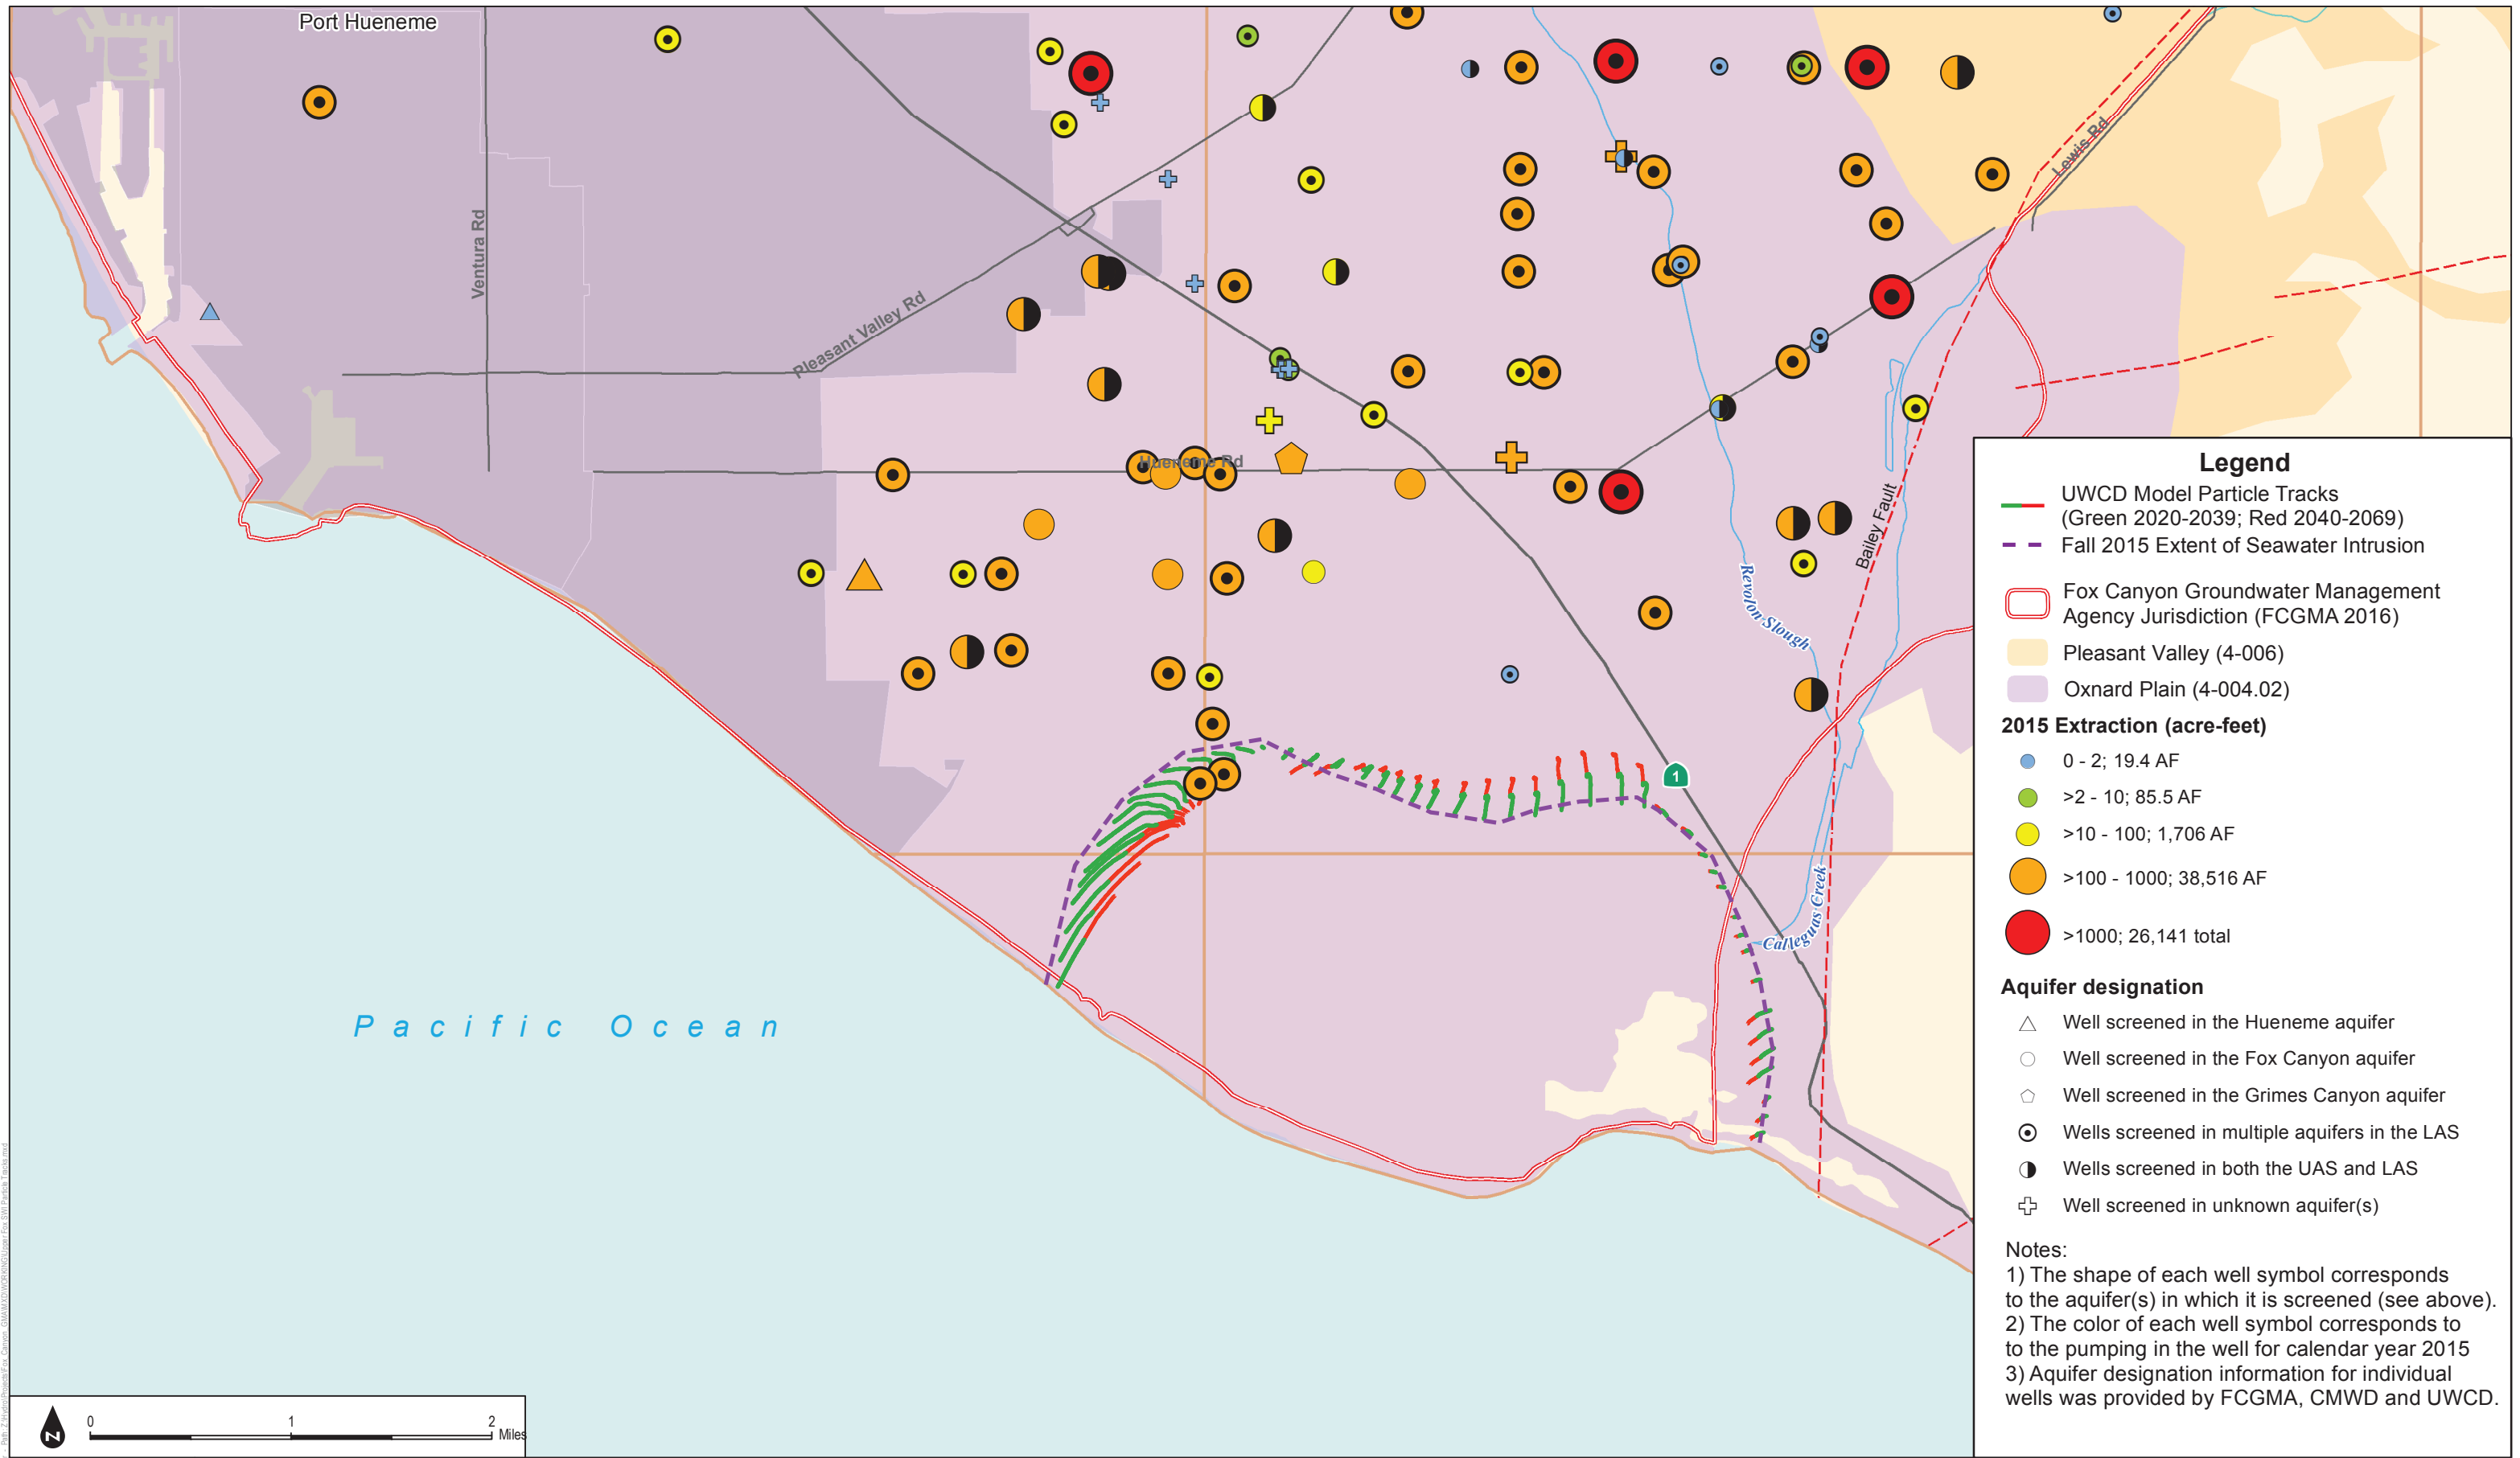 Port Hueneme
Ventura Rd
Pleasant Valley Rd
Hueneme Rd
Lewis Rd
Bailey Fault
Revolon Slough
1
Calleguas Creek
Pacific Ocean
0 1 2
Miles
N
Legend
UWCD Model Particle Tracks
(Green 2020-2039; Red 2040-2069)
Fall 2015 Extent of Seawater Intrusion
Fox Canyon Groundwater Management
Agency Jurisdiction (FCGMA 2016)
Pleasant Valley (4-006)
Oxnard Plain (4-004.02)
2015 Extraction (acre-feet)
0 - 2; 19.4 AF
>2 - 10; 85.5 AF
>10 - 100; 1,706 AF
>100 - 1000; 38,516 AF
>1000; 26,141 total
Aquifer designation
Well screened in the Hueneme aquifer
Well screened in the Fox Canyon aquifer
Well screened in the Grimes Canyon aquifer
Wells screened in multiple aquifers in the LAS
Wells screened in both the UAS and LAS
Well screened in unknown aquifer(s)
Notes:
1) The shape of each well symbol corresponds
to the aquifer(s) in which it is screened (see above).
2) The color of each well symbol corresponds to
to the pumping in the well for calendar year 2015
3) Aquifer designation information for individual
wells was provided by FCGMA, CMWD and UWCD.